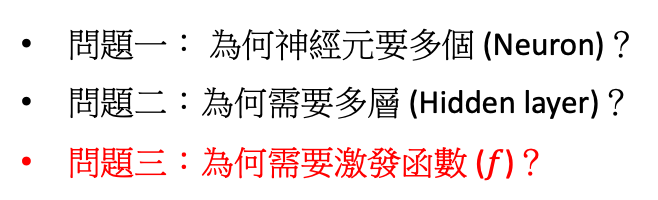 • 問題一： 為何神經元要多個 (Neuron)？
• 問題二：為何需要多層 (Hidden layer)？
• 問題三：為何需要激發函數 (f)？